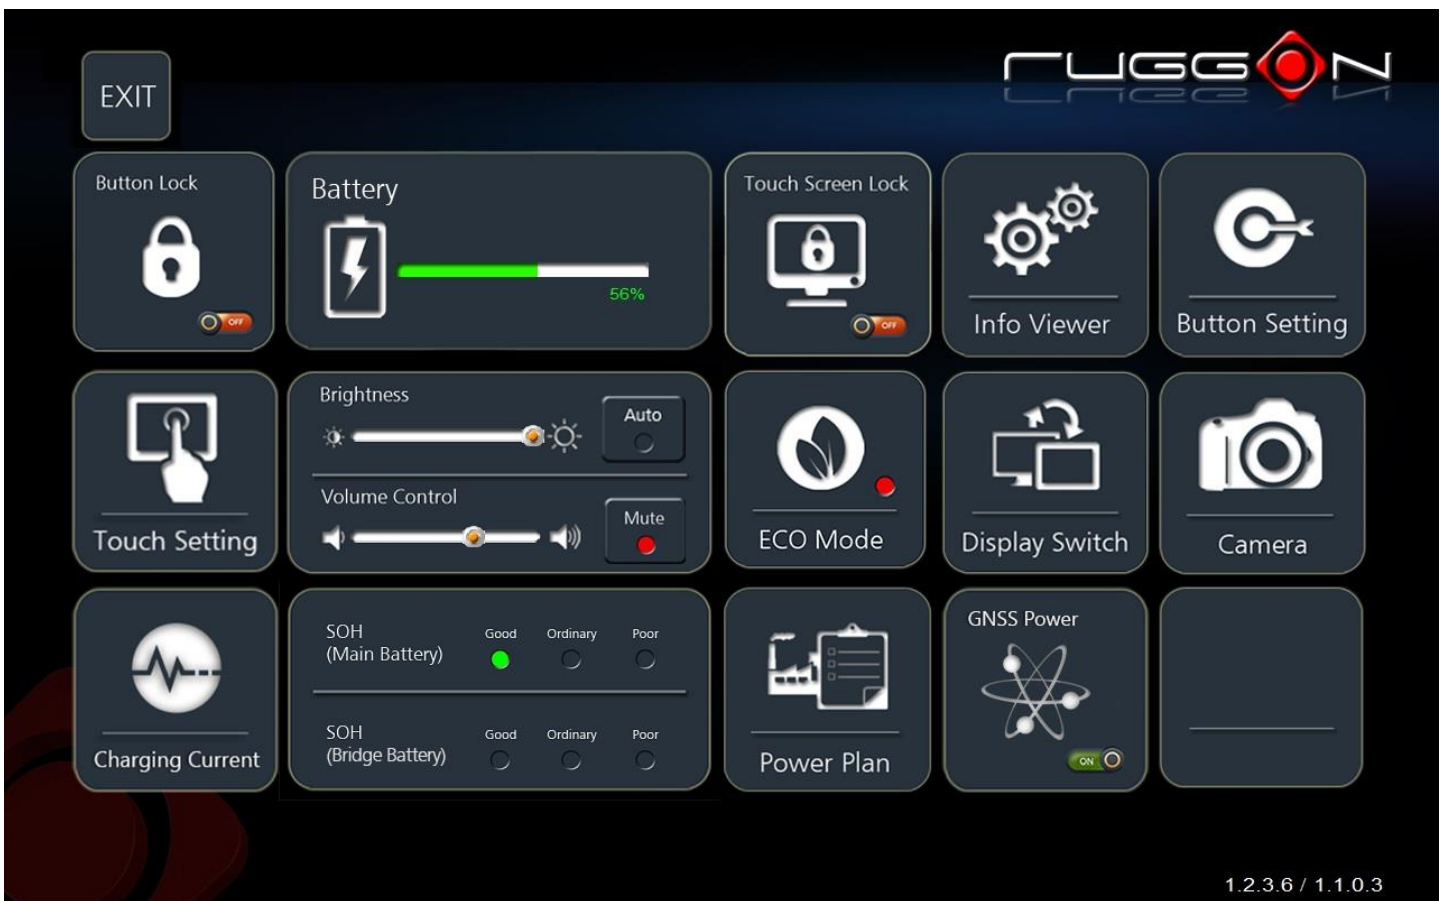 EXIT
ruggON
Button Lock
OFF
Battery
56%
Touch Screen Lock
OFF
Info Viewer
Button Setting
Touch Setting
Brightness
Auto
Volume Control
Mute
ECO Mode
Display Switch
Camera
Charging Current
SOH
(Main Battery)
Good Ordinary Poor
SOH
(Bridge Battery)
Good Ordinary Poor
Power Plan
GNSS Power
ON
1.2.3.6 / 1.1.0.3